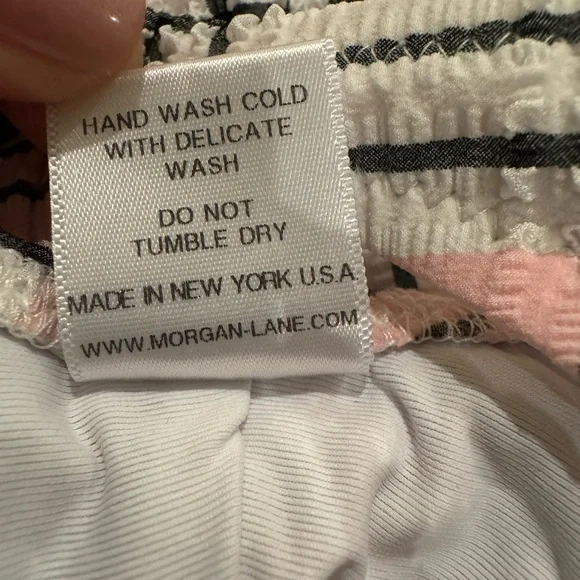 HAND WASH COLD
WITH DELICATE
WASH
DO NOT
TUMBLE DRY
MADE IN NEW YORK U.S.A
WWW.MORGAN-LANE.COM